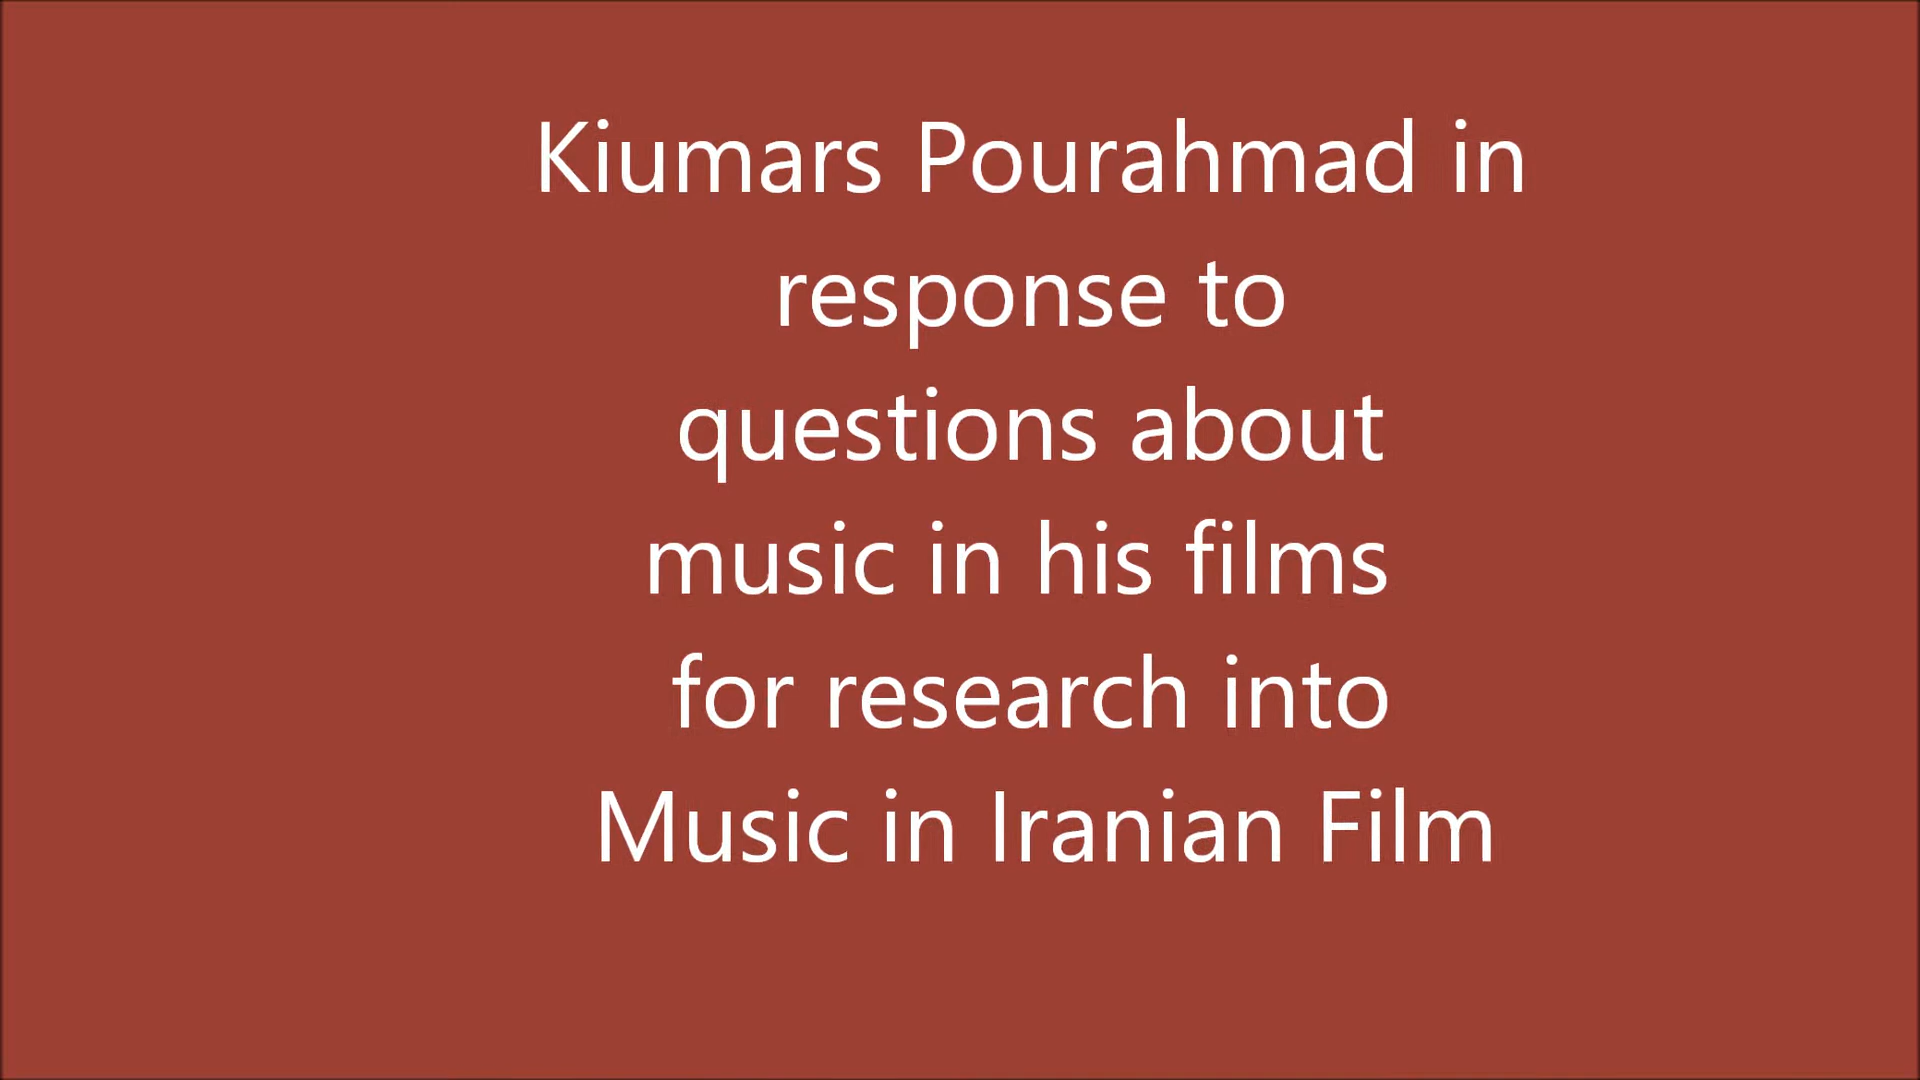 Kiumars Pourahmad in
response to
questions about
music in his films
for research into
Music in Iranian Film